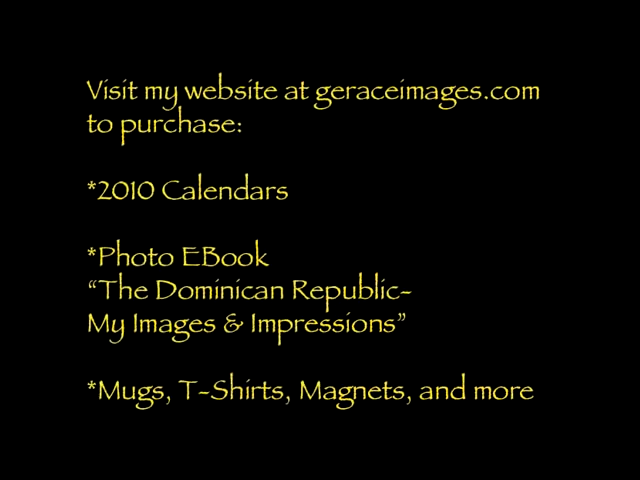 Visit my website at geraceimages.com
to purchase:
*2010 Calendars
*Photo EBook
“The Dominican Republic-
My Images & Impressions”
*Mugs, T-Shirts, Magnets, and more